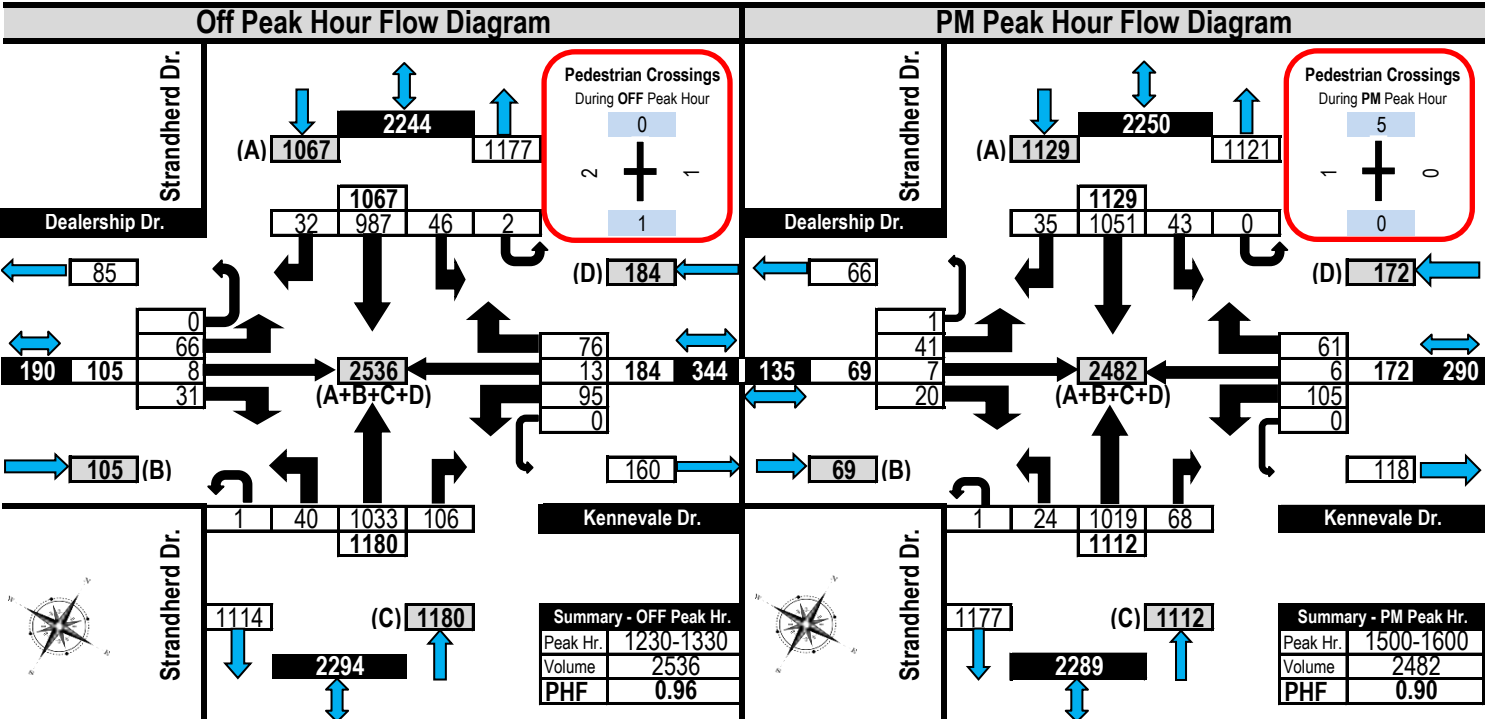 Off Peak Hour Flow Diagram
Strandherd Dr.
Pedestrian Crossings
During OFF Peak Hour
0
2 1
1
2244
(A) 1067 1177
1067
32 987 46 2
Dealership Dr.
85
(D) 184
0
66
8
31
190 105
2536
(A+B+C+D)
76
13
95
0
184 344
105 (B)
160
1 40 1033 106
1180
Kennevale Dr.
Strandherd Dr.
1114
(C) 1180
2294
Summary - OFF Peak Hr.
Peak Hr. 1230-1330
Volume 2536
PHF 0.96
PM Peak Hour Flow Diagram
Strandherd Dr.
Pedestrian Crossings
During PM Peak Hour
5
1 0
0
2250
(A) 1129 1121
1129
35 1051 43 0
Dealership Dr.
66
(D) 172
1
41
7
20
135 69
2482
(A+B+C+D)
61
6
105
0
172 290
69 (B)
118
1 24 1019 68
1112
Kennevale Dr.
Strandherd Dr.
1177
(C) 1112
2289
Summary - PM Peak Hr.
Peak Hr. 1500-1600
Volume 2482
PHF 0.90